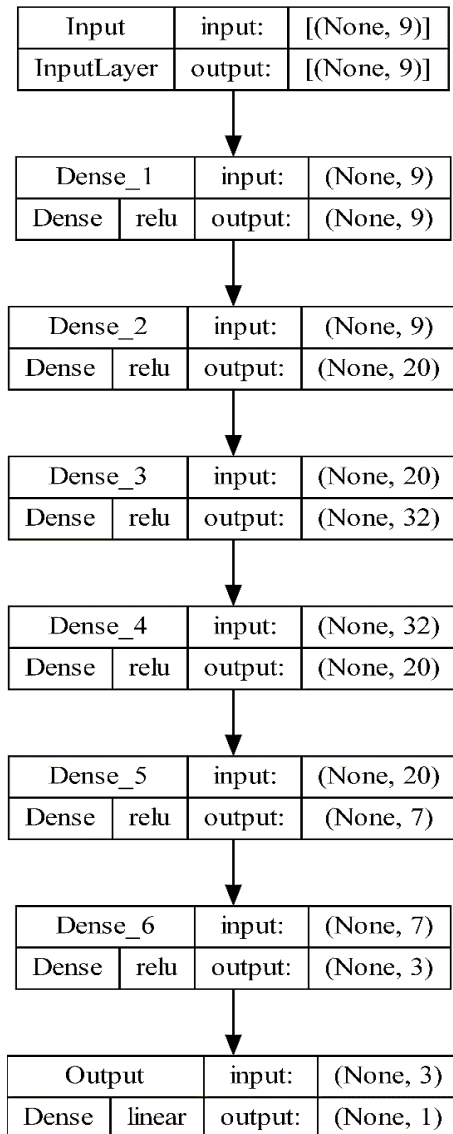 Input input: [(None, 9)]
InputLayer output: [(None, 9)]
Dense_1 input: (None, 9)
Dense relu output: (None, 9)
Dense_2 input: (None, 9)
Dense relu output: (None, 20)
Dense_3 input: (None, 20)
Dense relu output: (None, 32)
Dense_4 input: (None, 32)
Dense relu output: (None, 20)
Dense_5 input: (None, 20)
Dense relu output: (None, 7)
Dense_6 input: (None, 7)
Dense relu output: (None, 3)
Output input: (None, 3)
Dense linear output: (None, 1)